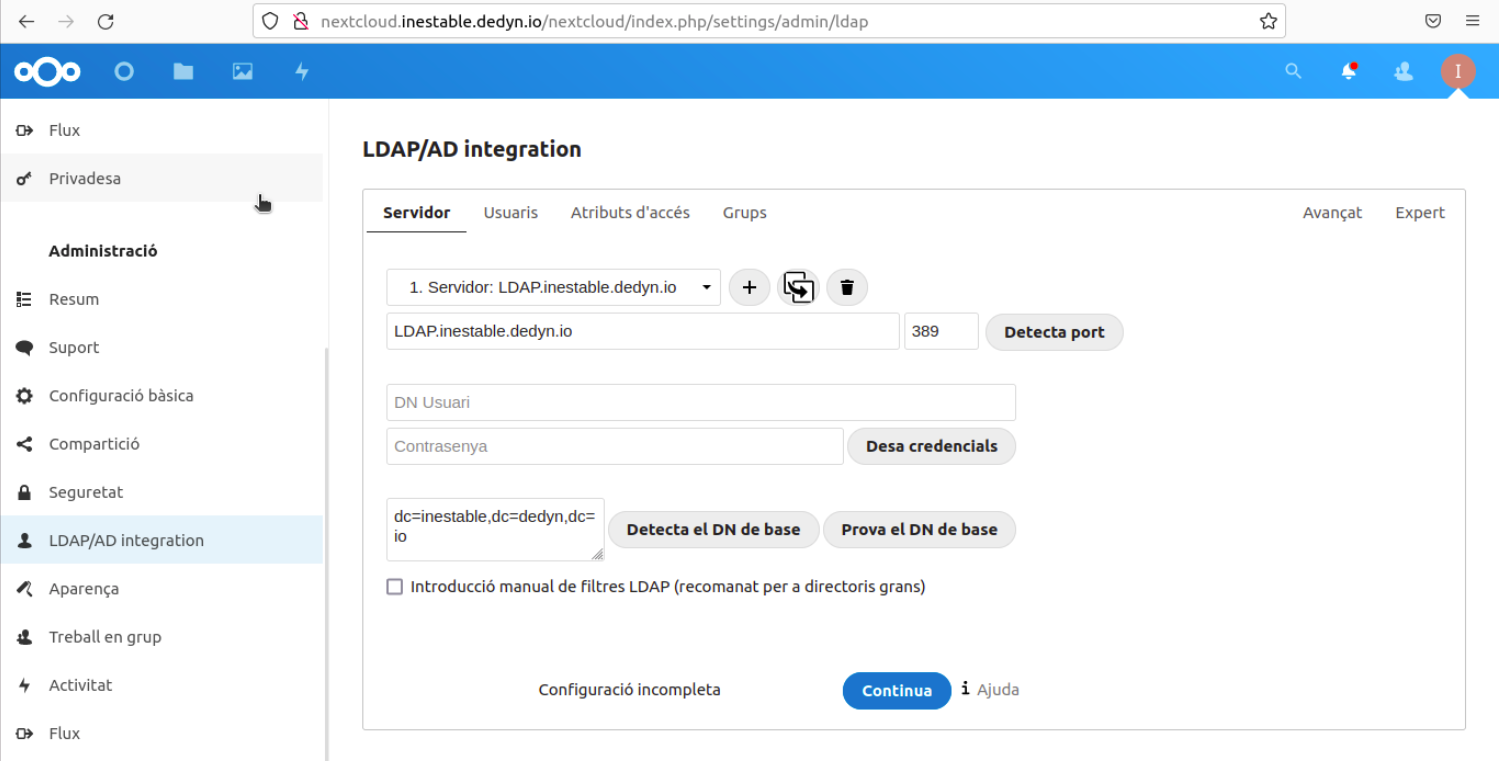 nextcloud.inestable.dedyn.io/nextcloud/index.php/settings/admin/ldap
I
Flux
Privadesa
Administració
Resum
Suport
Configuració bàsica
Compartició
Seguretat
LDAP/AD integration
Aparença
Treball en grup
Activitat
Flux
LDAP/AD integration
Servidor Usuaris Atributs d'accés Grups Avançat Expert
1. Servidor: LDAP.inestable.dedyn.io
LDAP.inestable.dedyn.io 389 Detecta port
DN Usuari
Contrasenya Desa credencials
dc=inestable,dc=dedyn,dc=
io
Detecta el DN de base Prova el DN de base
Introducció manual de filtres LDAP (recomanat per a directoris grans)
Configuració incompleta Continua i Ajuda